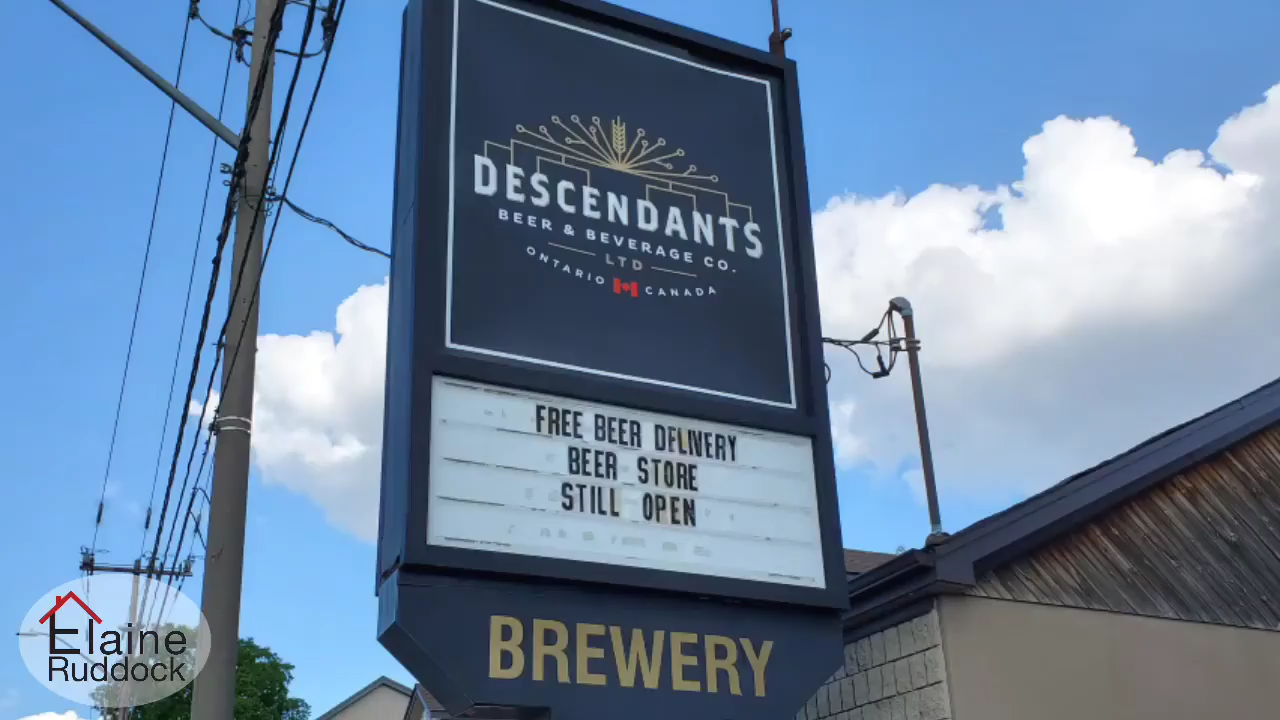 DESCENDANTS
BEER & BEVERAGE CO.
LTD
ONTARIO CANADA
FREE BEER DELIVERY
BEER STORE
STILL OPEN
BREWERY
Elaine
Ruddock